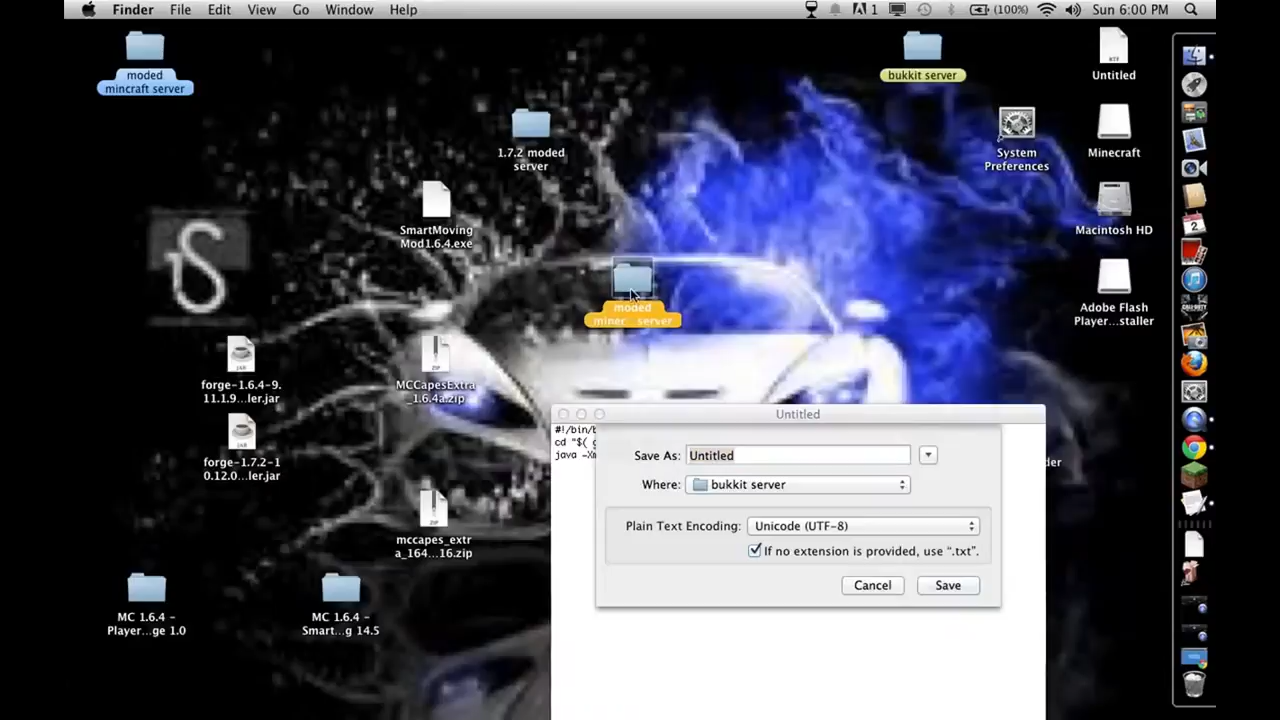 Finder File Edit View Go Window Help 1 (100%) Sun 6:00 PM
moded
mincraft server
bukkit server
Untitled
1.7.2 moded
server
System
Preferences
Minecraft
SmartMoving
Mod1.6.4.exe
Macintosh HD
moded
miner...server
Adobe Flash
Player...staller
forge-1.6.4-9.
11.1.9...ler.jar
MCCapesExtra
_1.6.4a.zip
forge-1.7.2-1
0.12.0...ler.jar
mccapes_extr
a_164...16.zip
MC 1.6.4 –
Player...ge 1.0
MC 1.6.4 –
Smart...g 14.5
Untitled
#!/bin/b
cd "$(
java -Xm
Save As: Untitled
Where: bukkit server
Plain Text Encoding: Unicode (UTF-8)
If no extension is provided, use ".txt".
Cancel Save